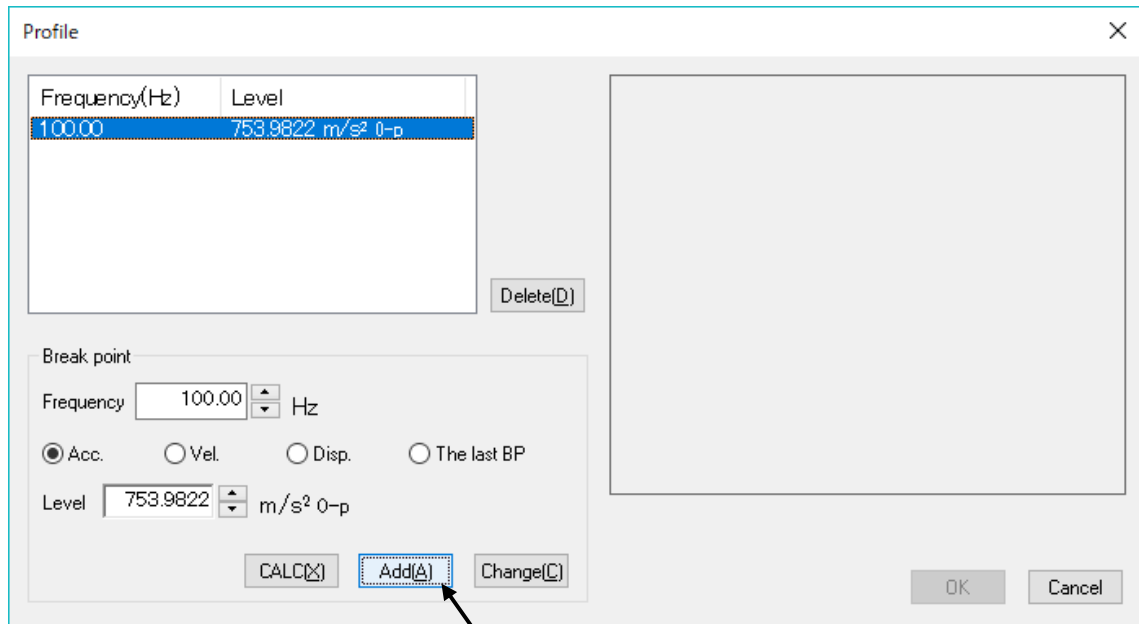 Profile
Frequency(Hz) Level
100.00 753.9822 m/s² 0-p
Delete(D)
Break point
Frequency 100.00 Hz
Acc. Vel. Disp. The last BP
Level 753.9822 m/s² 0-p
CALC(X) Add(A) Change(C)
OK Cancel